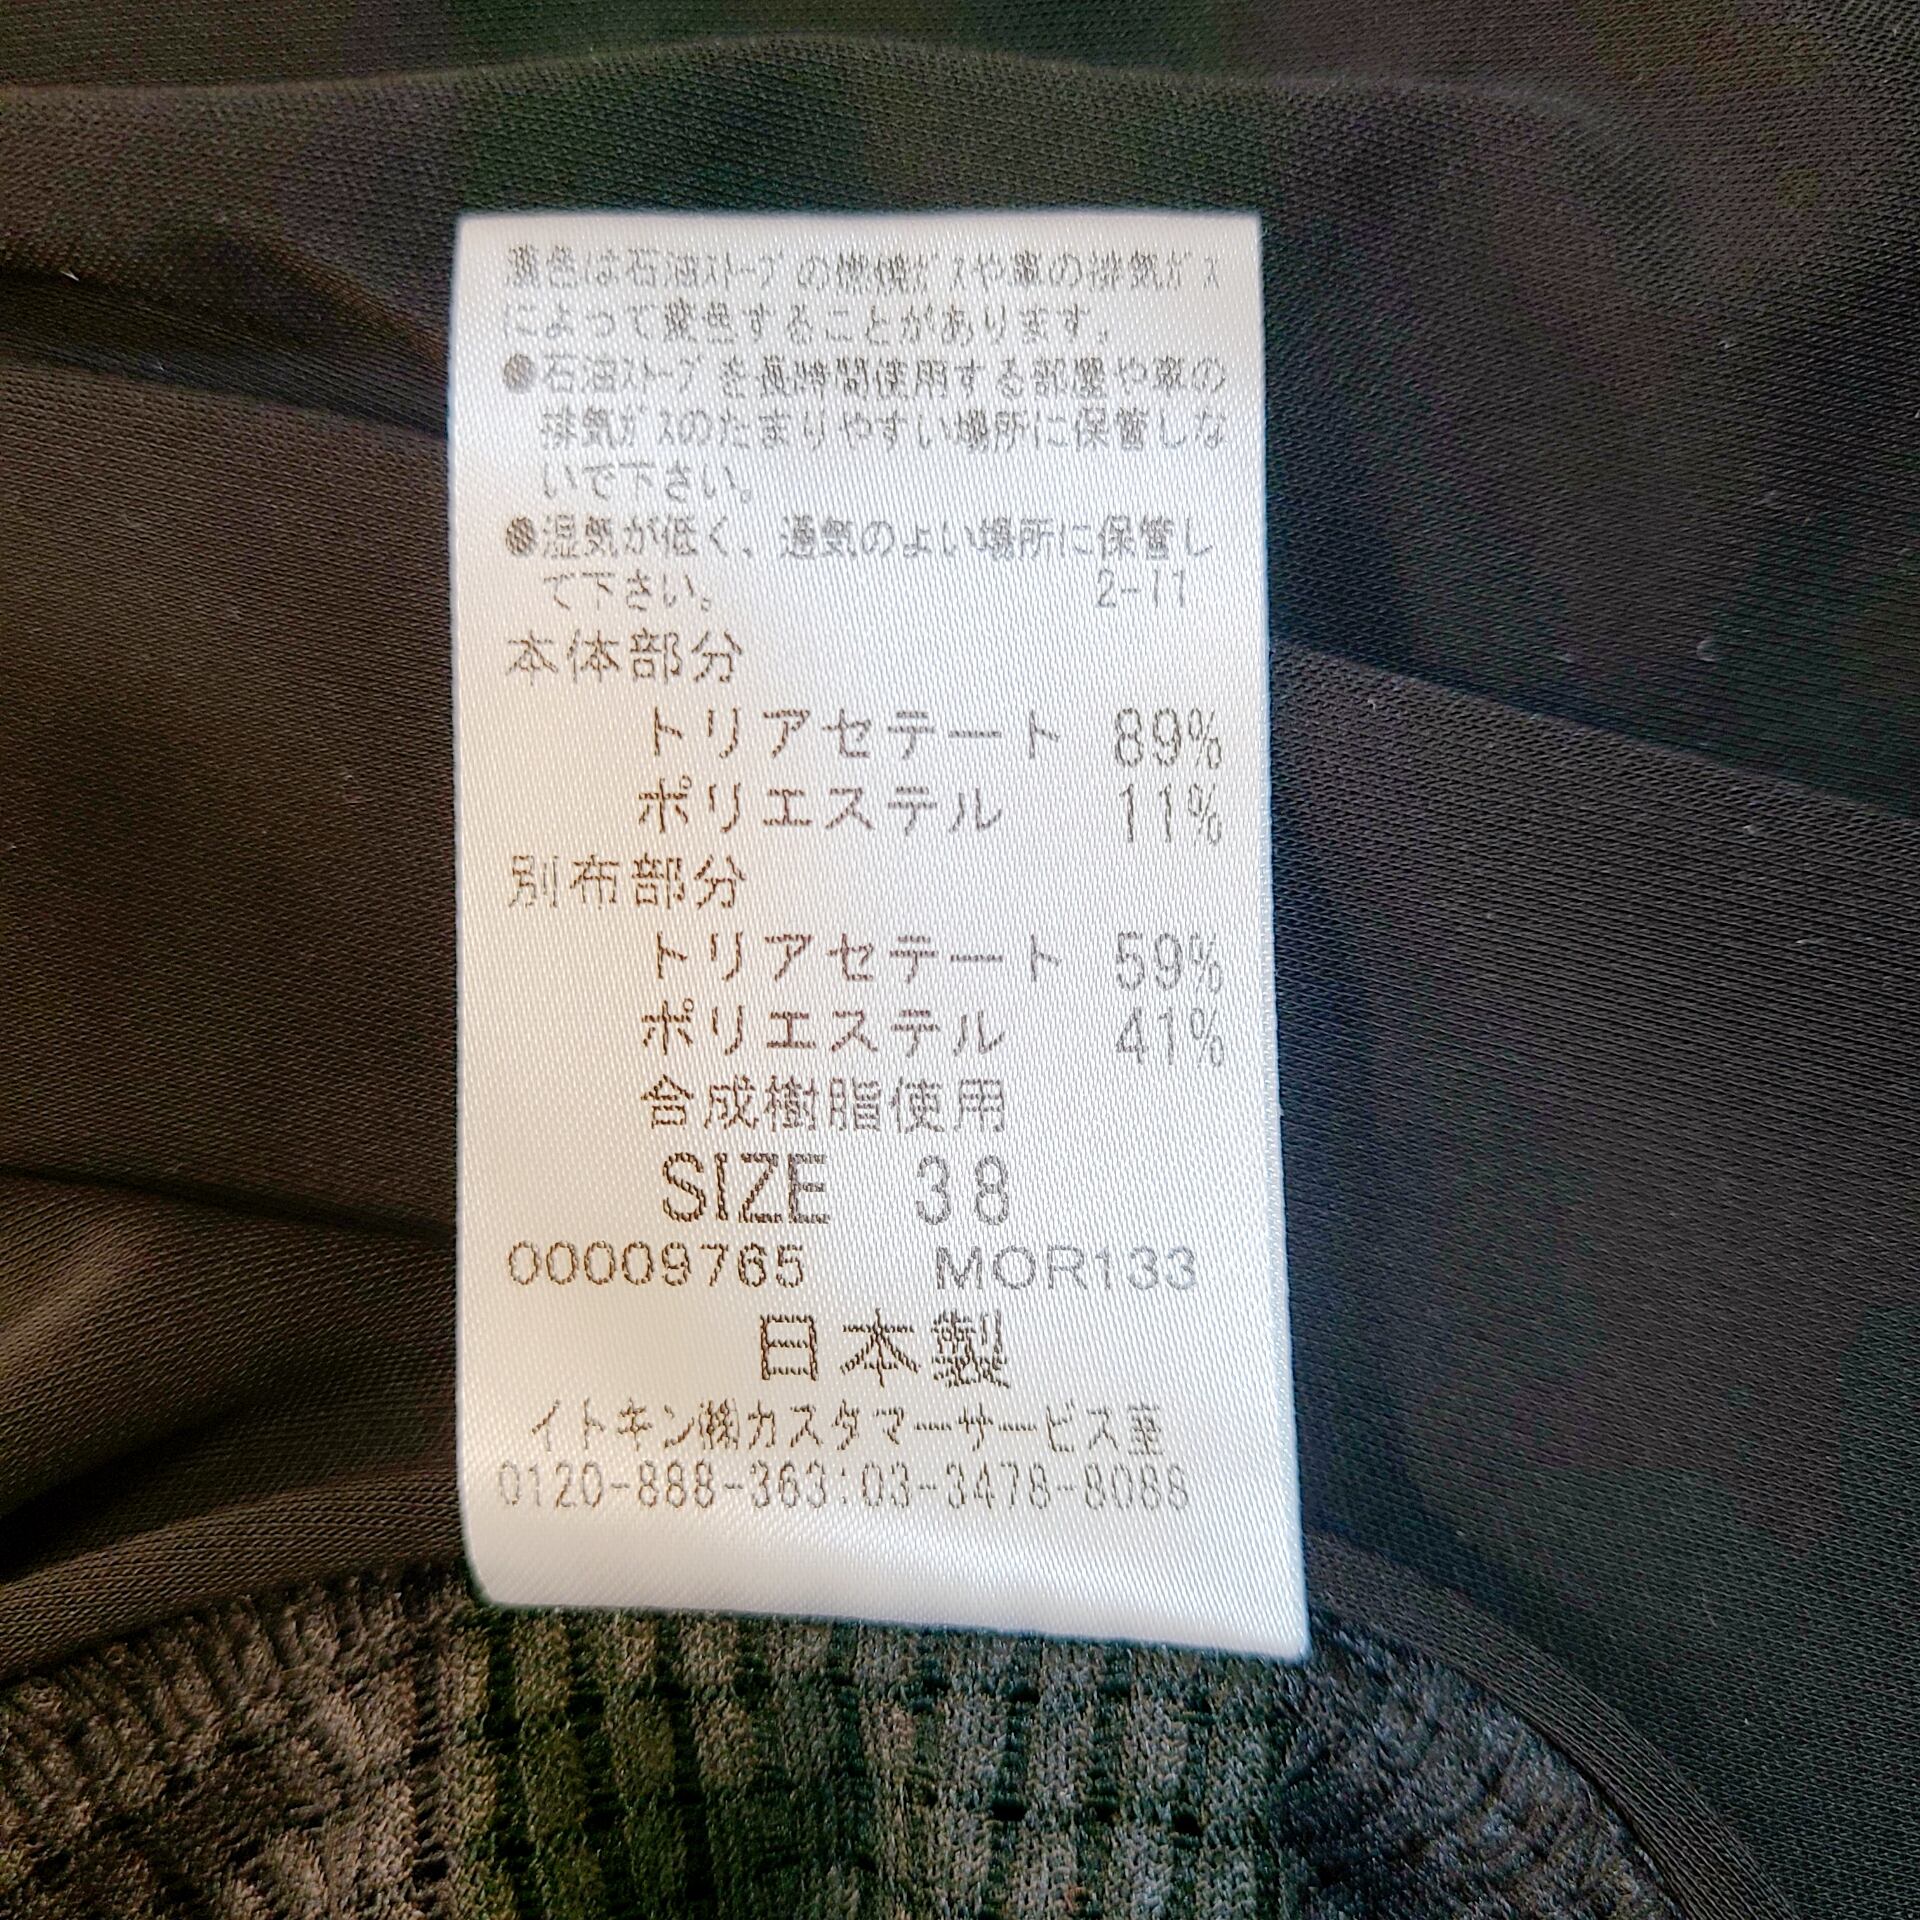 濃色は石油ｽﾄｰﾌﾞの燃焼ｶﾞｽや車の排気ｶﾞｽ
によって変色することがあります。
●石油ｽﾄｰﾌﾞを長時間使用する部屋や車の
排気ｶﾞｽのたまりやすい場所に保管しな
いで下さい。
●湿気が低く、通気のよい場所に保管し
て下さい。 2-11
本体部分
トリアセテート 89%
ポリエステル 11%
別布部分
トリアセテート 59%
ポリエステル 41%
合成樹脂使用
SIZE 38
00009765 MOR133
日本製
イトキン㈱カスタマーサービス室
0120-888-363:03-3478-8088